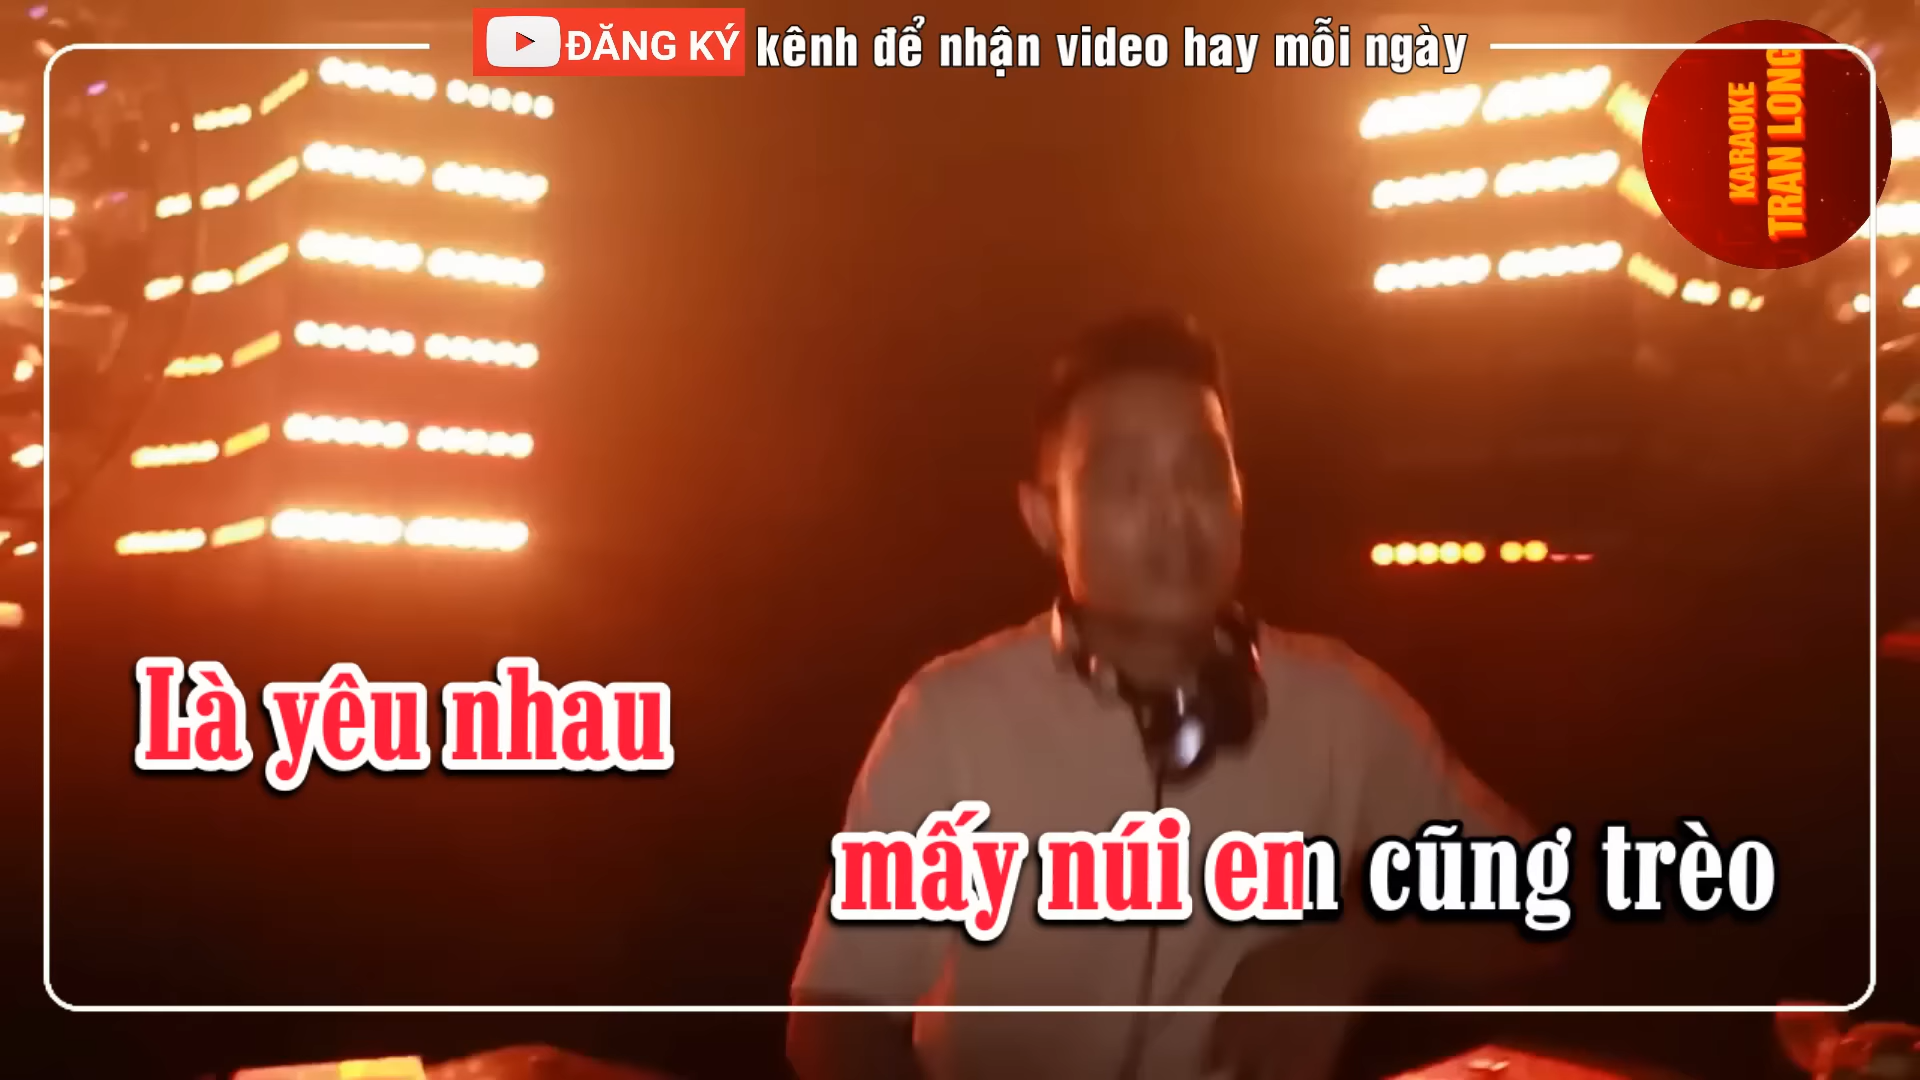 ĐĂNG KÝ kênh để nhận video hay mỗi ngày
KARAOKE
TRAN LONG
Là yêu nhau
mấy núi em cũng trèo